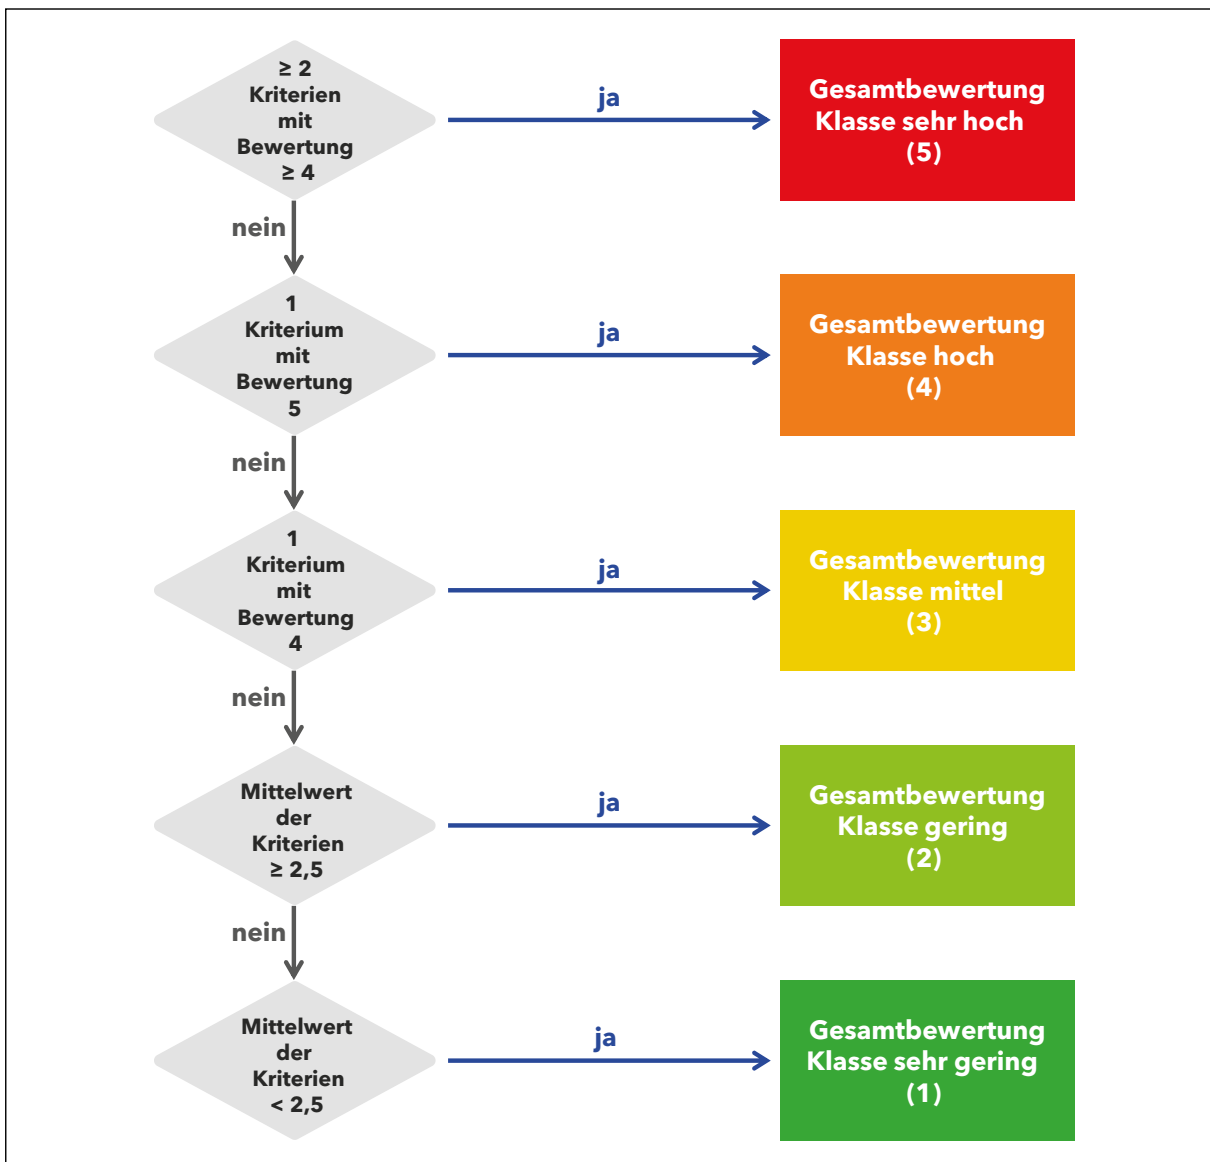 ≥ 2
Kriterien
mit
Bewertung
≥ 4
ja
Gesamtbewertung
Klasse sehr hoch
(5)
nein
1
Kriterium
mit
Bewertung
5
ja
Gesamtbewertung
Klasse hoch
(4)
nein
1
Kriterium
mit
Bewertung
4
ja
Gesamtbewertung
Klasse mittel
(3)
nein
Mittelwert
der
Kriterien
≥ 2,5
ja
Gesamtbewertung
Klasse gering
(2)
nein
Mittelwert
der
Kriterien
< 2,5
ja
Gesamtbewertung
Klasse sehr gering
(1)